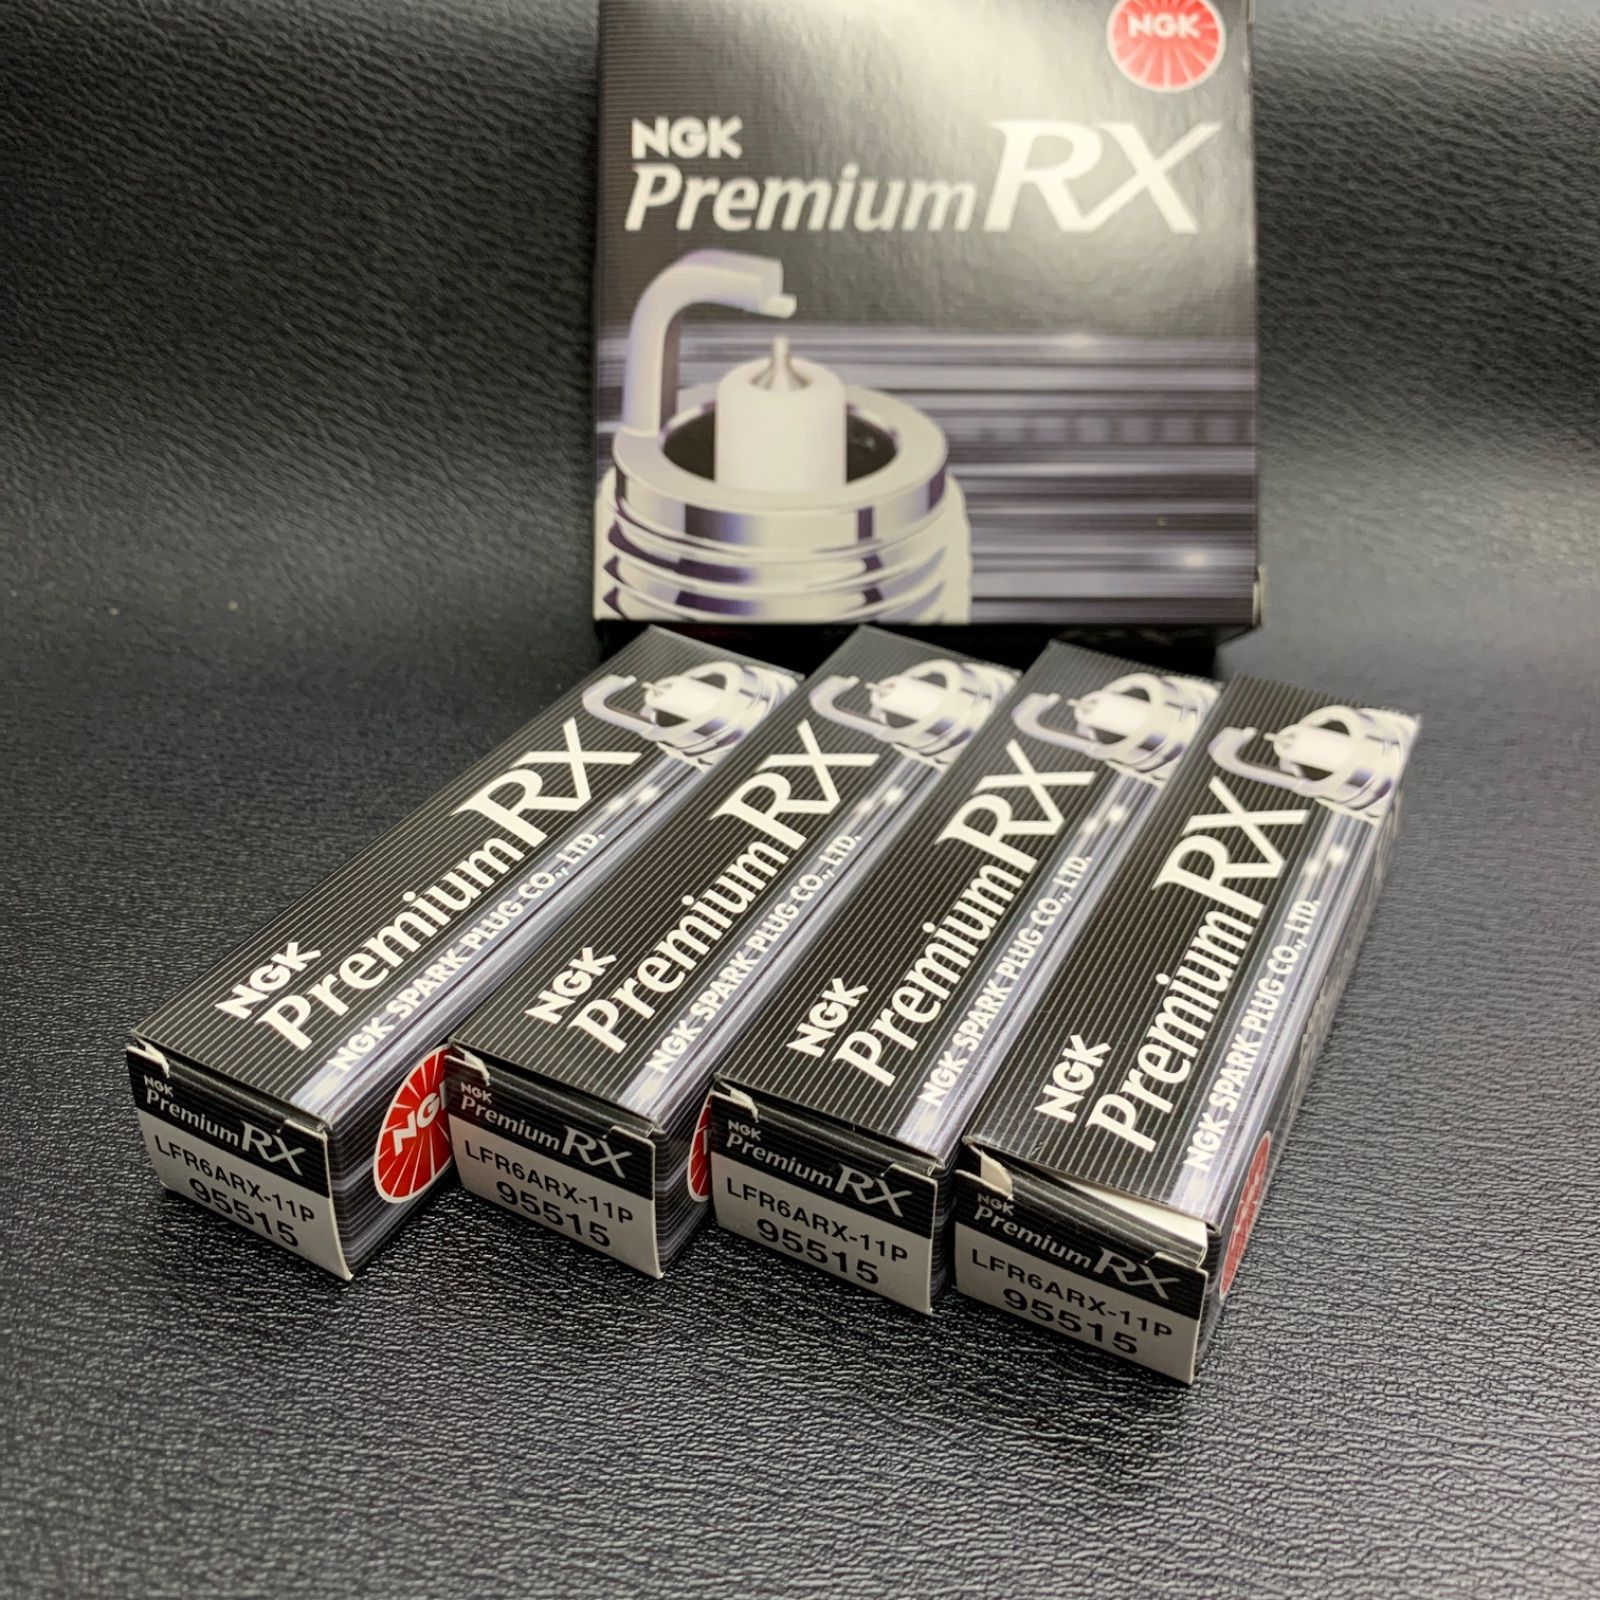 NGK
NGK
Premium RX
NGK
Premium RX
NGK SPARK PLUG CO., LTD.
NGK
NGK
Premium RX
LFR6ARX-11P
95515
NGK
Premium RX
NGK SPARK PLUG CO., LTD.
NGK
Premium RX
LFR6ARX-11P
95515
NGK
Premium RX
NGK SPARK PLUG CO., LTD.
NGK
Premium RX
LFR6ARX-11P
95515
NGK
Premium RX
NGK SPARK PLUG CO., LTD.
NGK
Premium RX
LFR6ARX-11P
95515